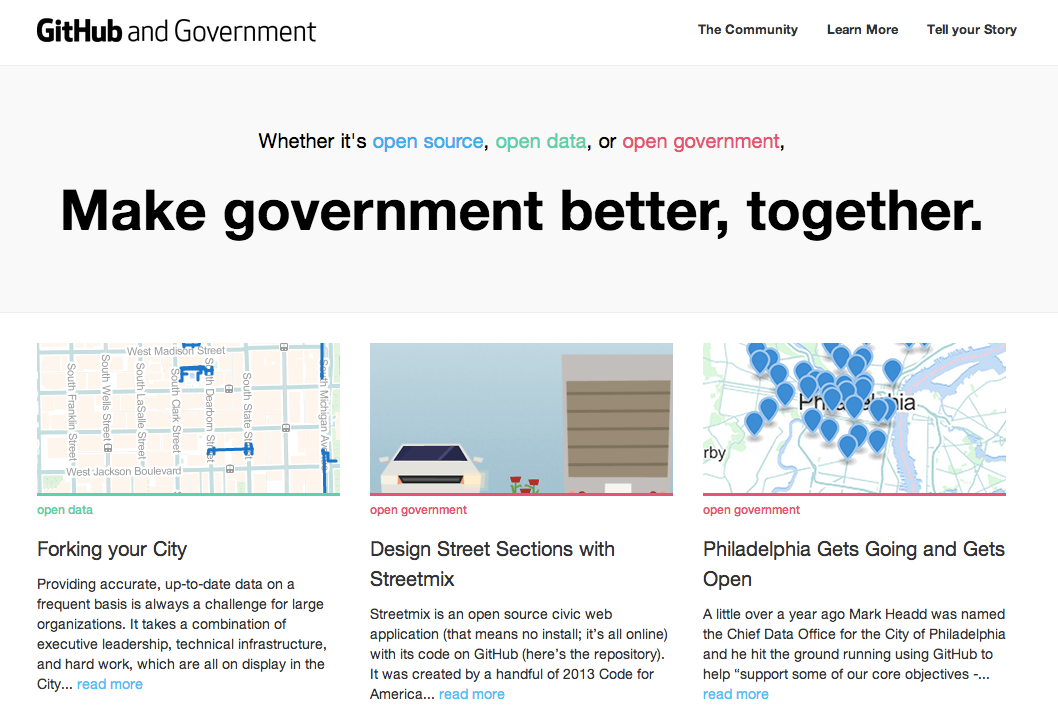 GitHub and Government
The Community
Learn More
Tell your Story
Whether it's open source, open data, or open government,
Make government better, together.
West Madison Street
South Franklin Street
South Wells Street
South LaSalle Street
South Clark Street
South Dearborn Street
South State Street
South Michigan Avenue
West Jackson Boulevard
open data
Forking your City
Providing accurate, up-to-date data on a
frequent basis is always a challenge for large
organizations. It takes a combination of
executive leadership, technical infrastructure,
and hard work, which are all on display in the
City... read more
open government
Design Street Sections with
Streetmix
Streetmix is an open source civic web
application (that means no install; it’s all online)
with its code on GitHub (here’s the repository).
It was created by a handful of 2013 Code for
America... read more
Philadelphia
rby
open government
Philadelphia Gets Going and Gets
Open
A little over a year ago Mark Headd was named
the Chief Data Office for the City of Philadelphia
and he hit the ground running using GitHub to
help “support some of our core objectives -...
read more